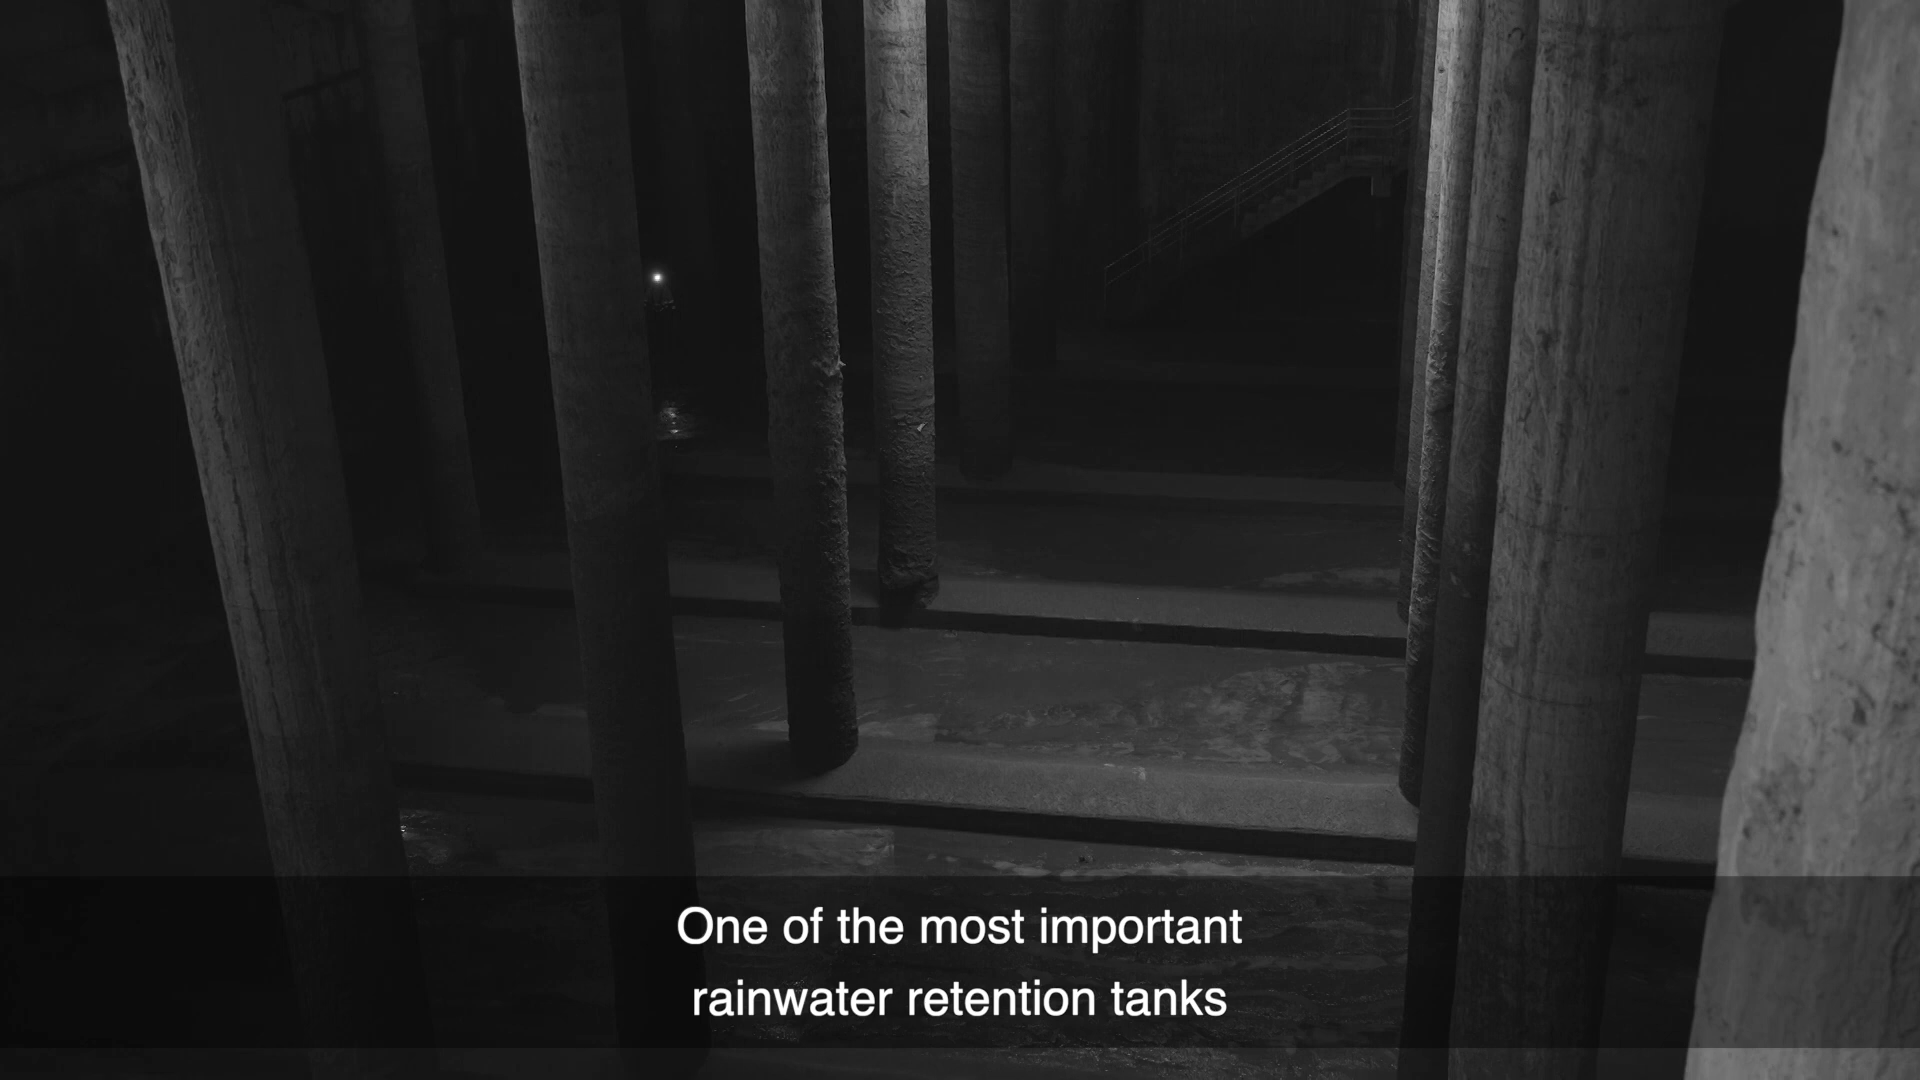 One of the most important
rainwater retention tanks